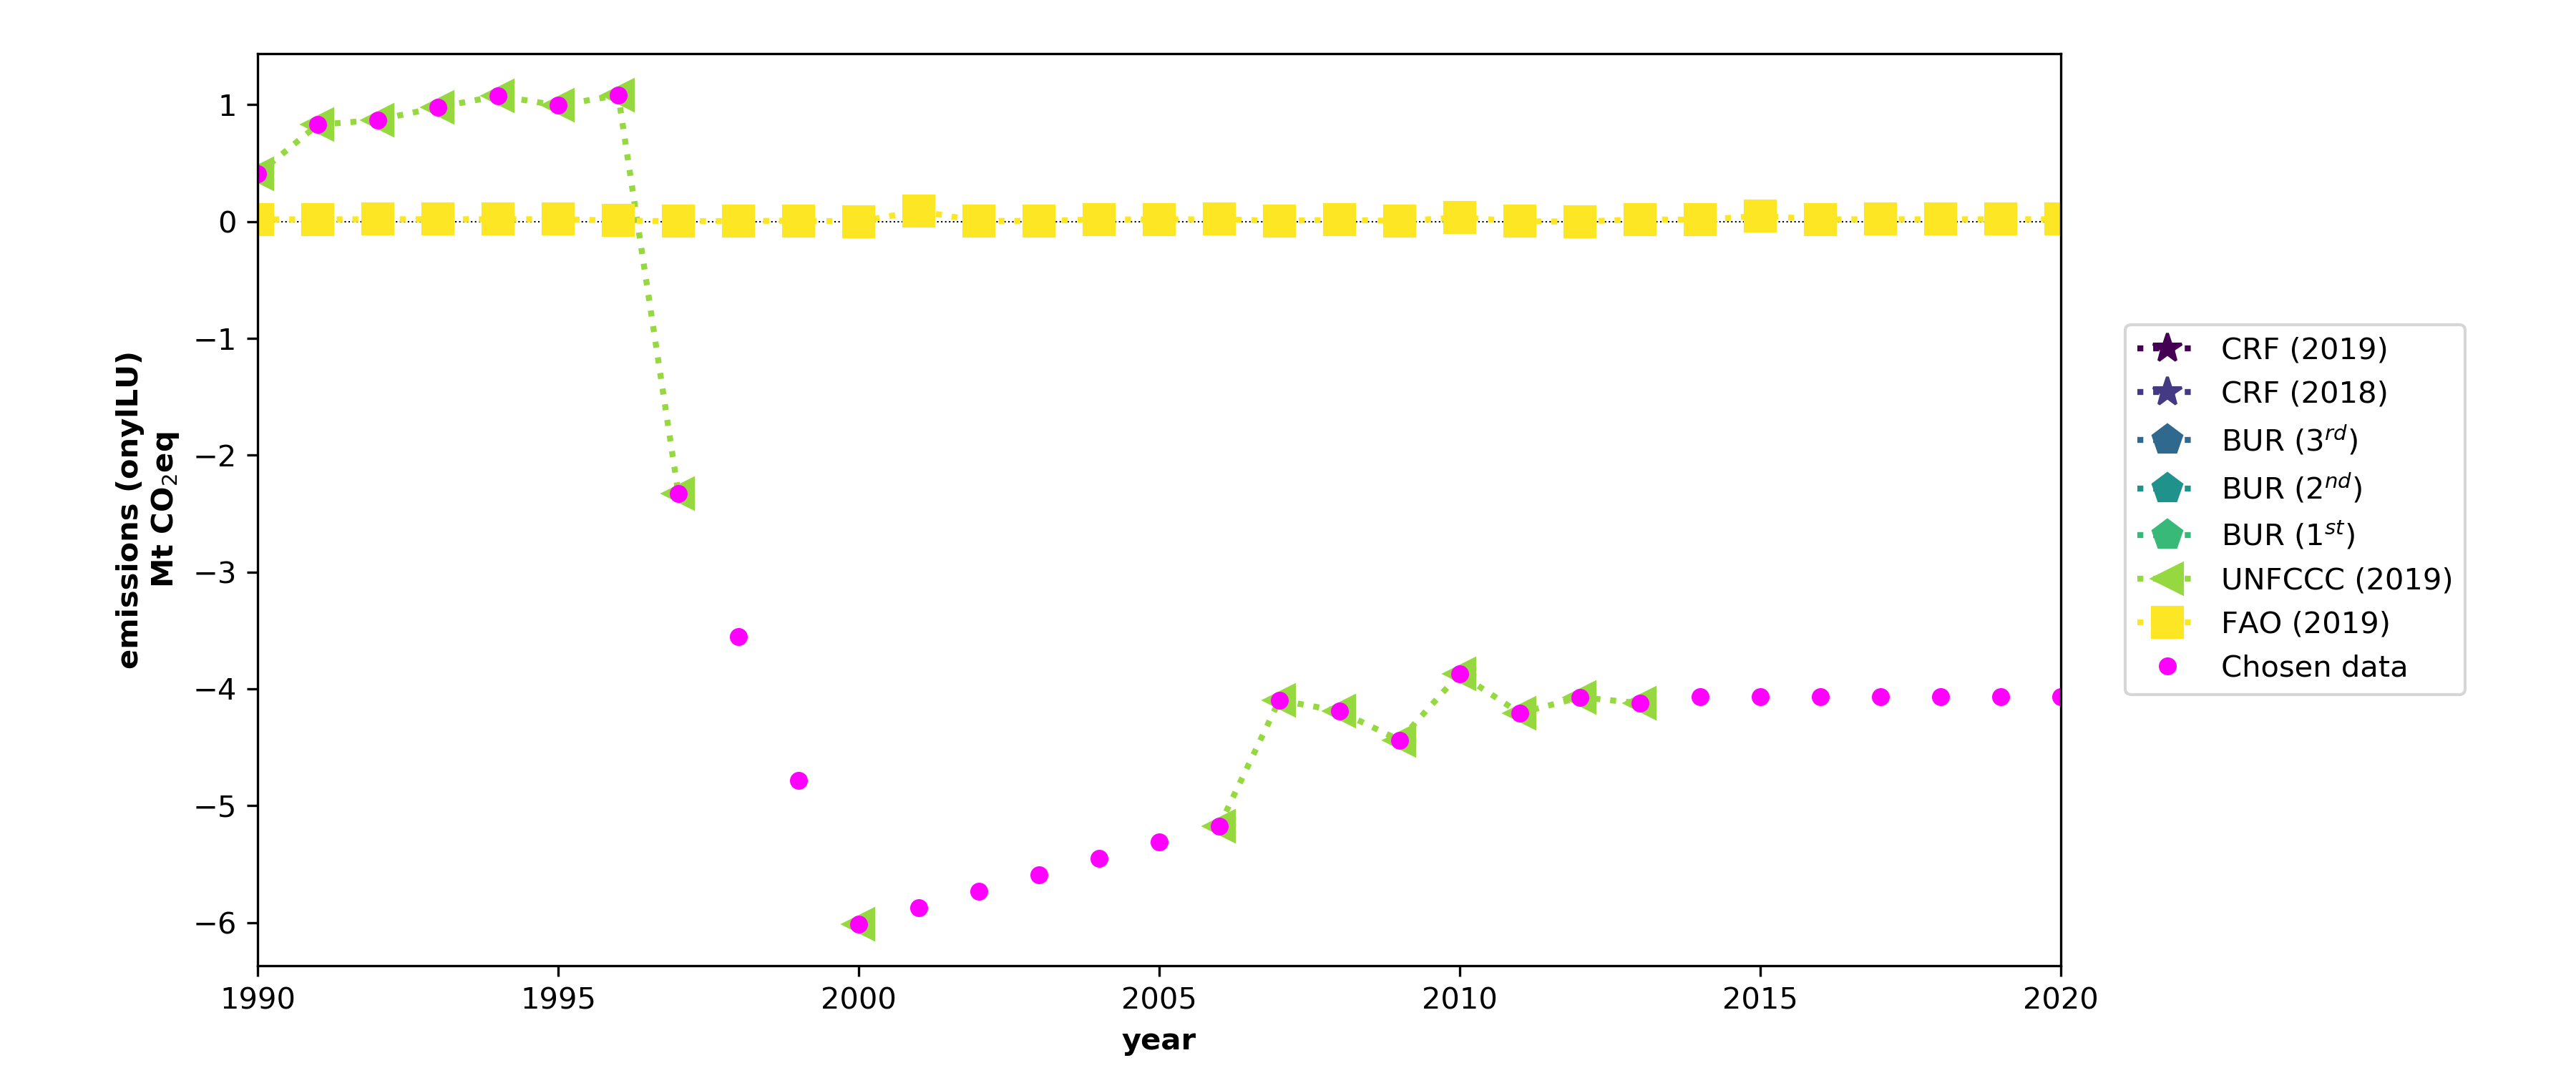 1
0
−1
−2
−3
−4
−5
−6
emissions (onylLU)
Mt CO₂eq
1990 1995 2000 2005 2010 2015 2020
year
CRF (2019)
CRF (2018)
BUR (3rd)
BUR (2nd)
BUR (1st)
UNFCCC (2019)
FAO (2019)
Chosen data